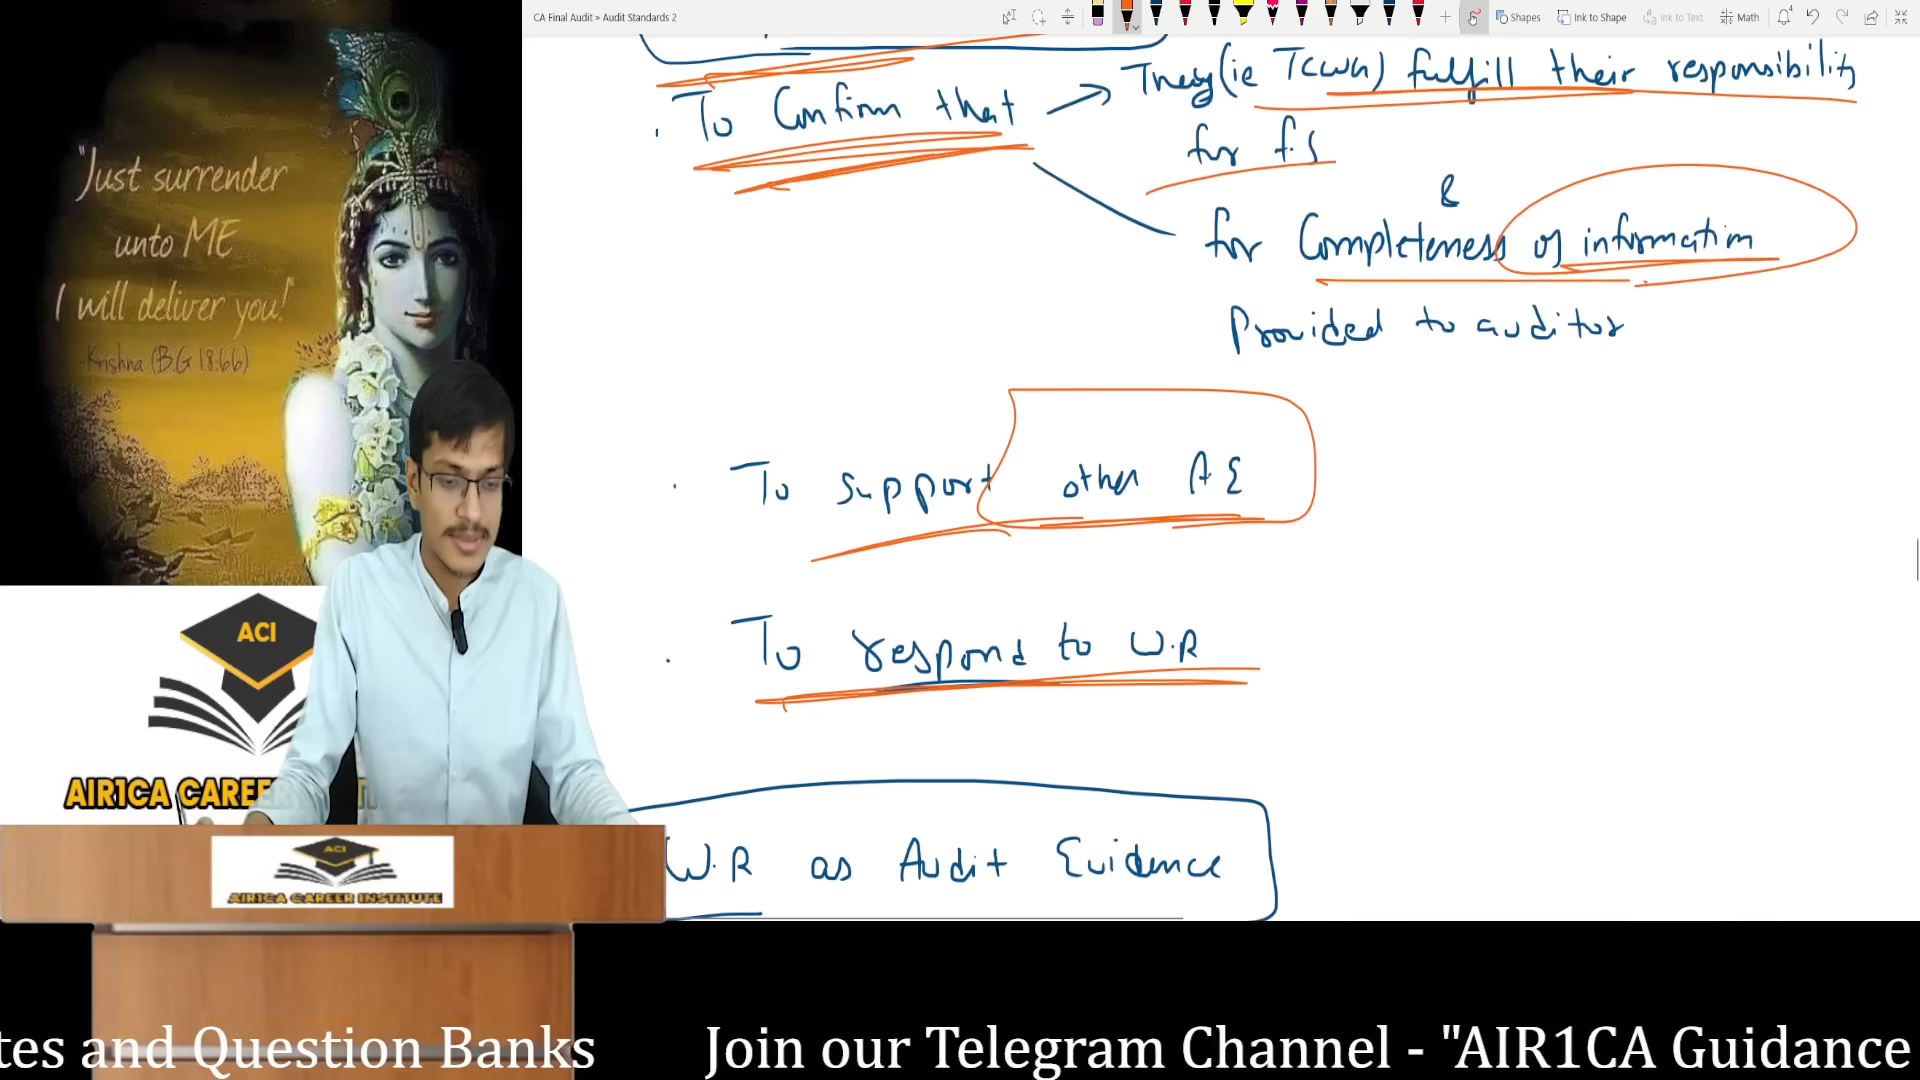 CA Final Audit » Audit Standards 2
Shapes
Ink to Shape
Ink to Text
Math
"Just surrender
unto ME
I will deliver you!"
- Krishna (B.G 18.66)
· To Confirm that → They (ie TCWG) fulfill their responsibility
for F.S
&
for Completeness of information
Provided to auditor
· To support other A.E
· To respond to W.R
W.R as Audit Evidence
ACI
AIR1CA CAREE
ACI
AIR1CA CAREER INSTITUTE
tes and Question Banks Join our Telegram Channel - "AIR1CA Guidance